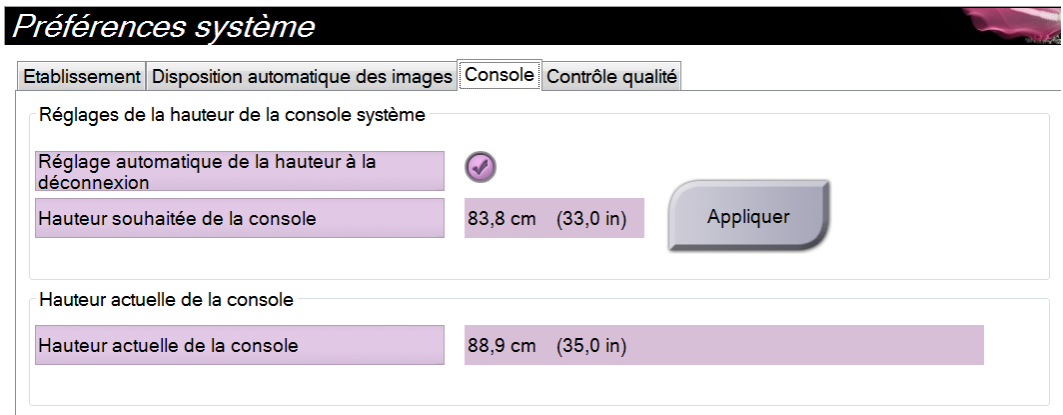 Préférences système
Etablissement Disposition automatique des images Console Contrôle qualité
Réglages de la hauteur de la console système
Réglage automatique de la hauteur à la
déconnexion
Hauteur souhaitée de la console 83,8 cm (33,0 in) Appliquer
Hauteur actuelle de la console
Hauteur actuelle de la console 88,9 cm (35,0 in)